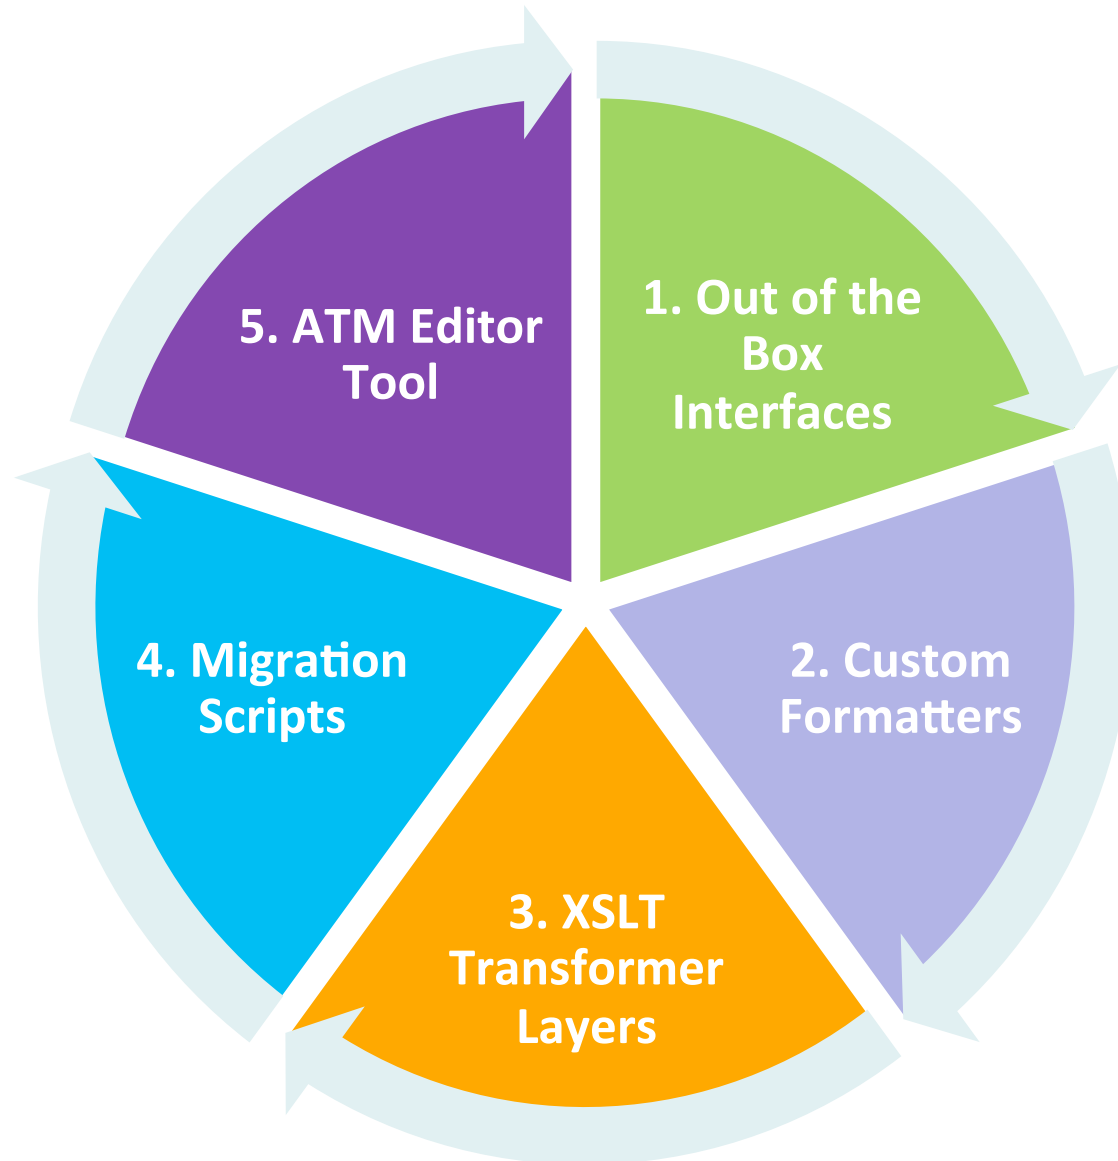 1. Out of the
Box
Interfaces
2. Custom
Formatters
3. XSLT
Transformer
Layers
4. Migration
Scripts
5. ATM Editor
Tool